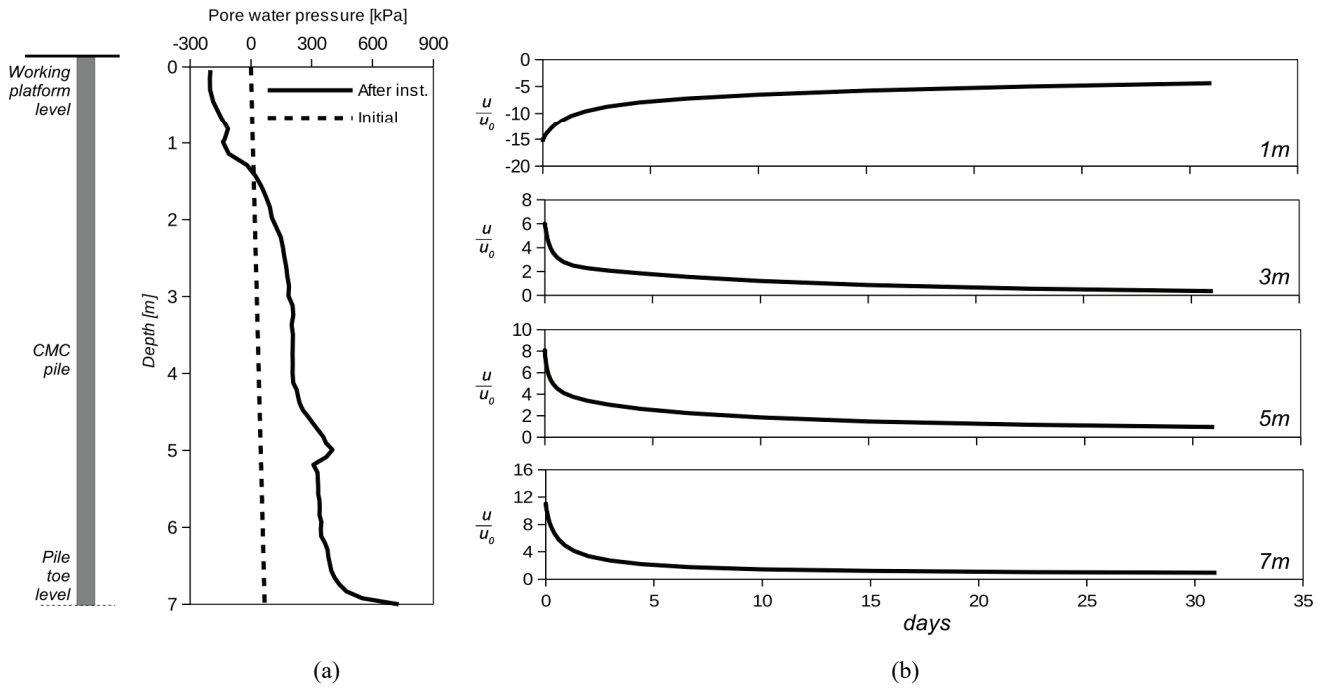 Pore water pressure [kPa]
-300 0 300 600 900
Working
platform
level
CMC
pile
Pile
toe
level
Depth [m]
0
1
2
3
4
5
6
7
After inst.
Initial
(a)
u
u0
0
-5
-10
-15
-20
1m
u
u0
8
6
4
2
0
3m
u
u0
10
8
6
4
2
0
5m
u
u0
16
12
8
4
0
7m
0 5 10 15 20 25 30 35
days
(b)